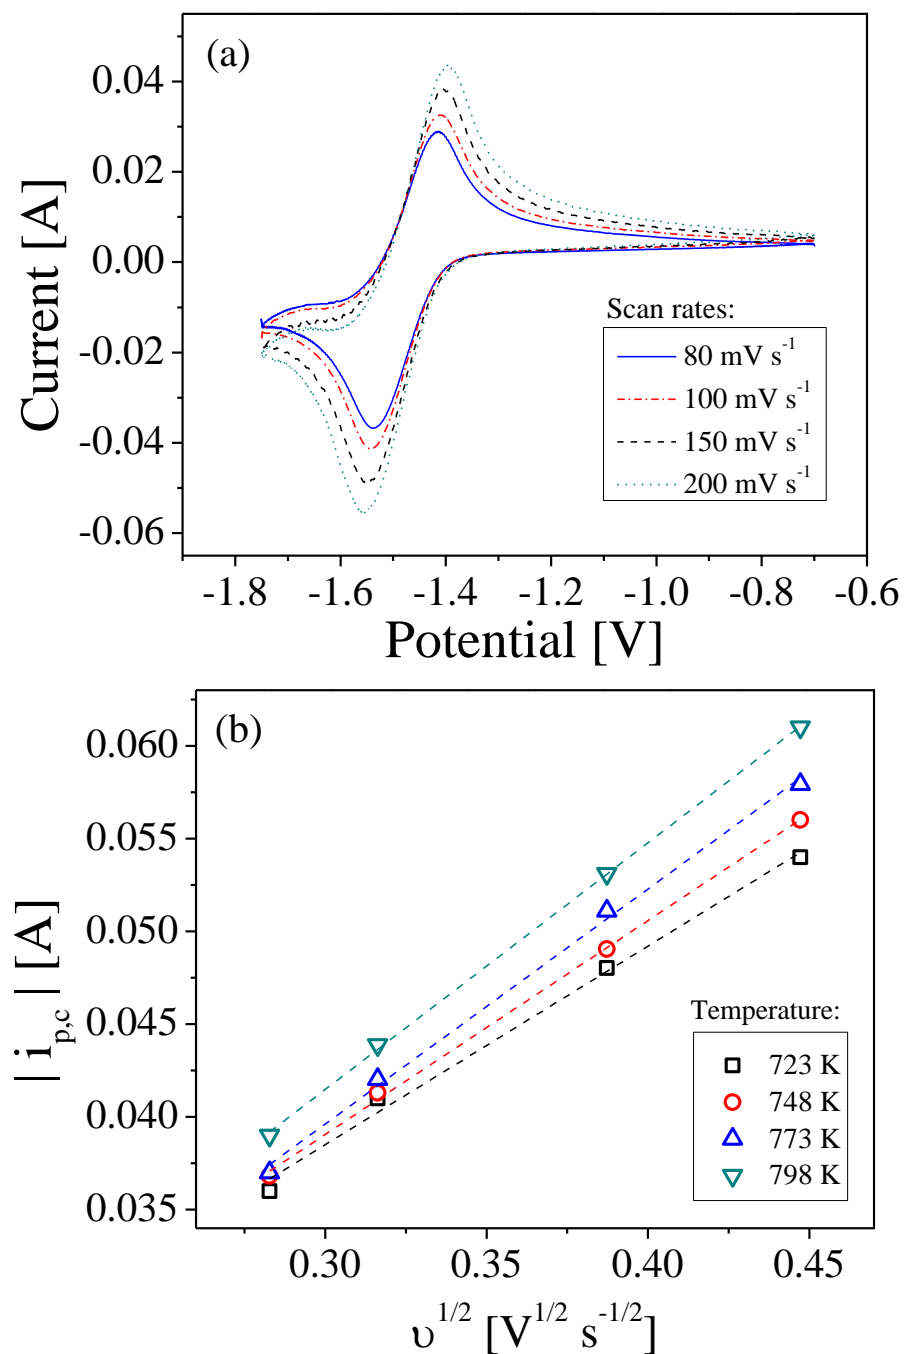 (a)
0.04
0.02
0.00
-0.02
-0.04
-0.06
Current [A]
Scan rates:
80 mV s⁻¹
100 mV s⁻¹
150 mV s⁻¹
200 mV s⁻¹
-1.8 -1.6 -1.4 -1.2 -1.0 -0.8 -0.6
Potential [V]
(b)
0.060
0.055
0.050
0.045
0.040
0.035
| i_p,c | [A]
Temperature:
723 K
748 K
773 K
798 K
0.30 0.35 0.40 0.45
υ^1/2 [V^1/2 s^-1/2]